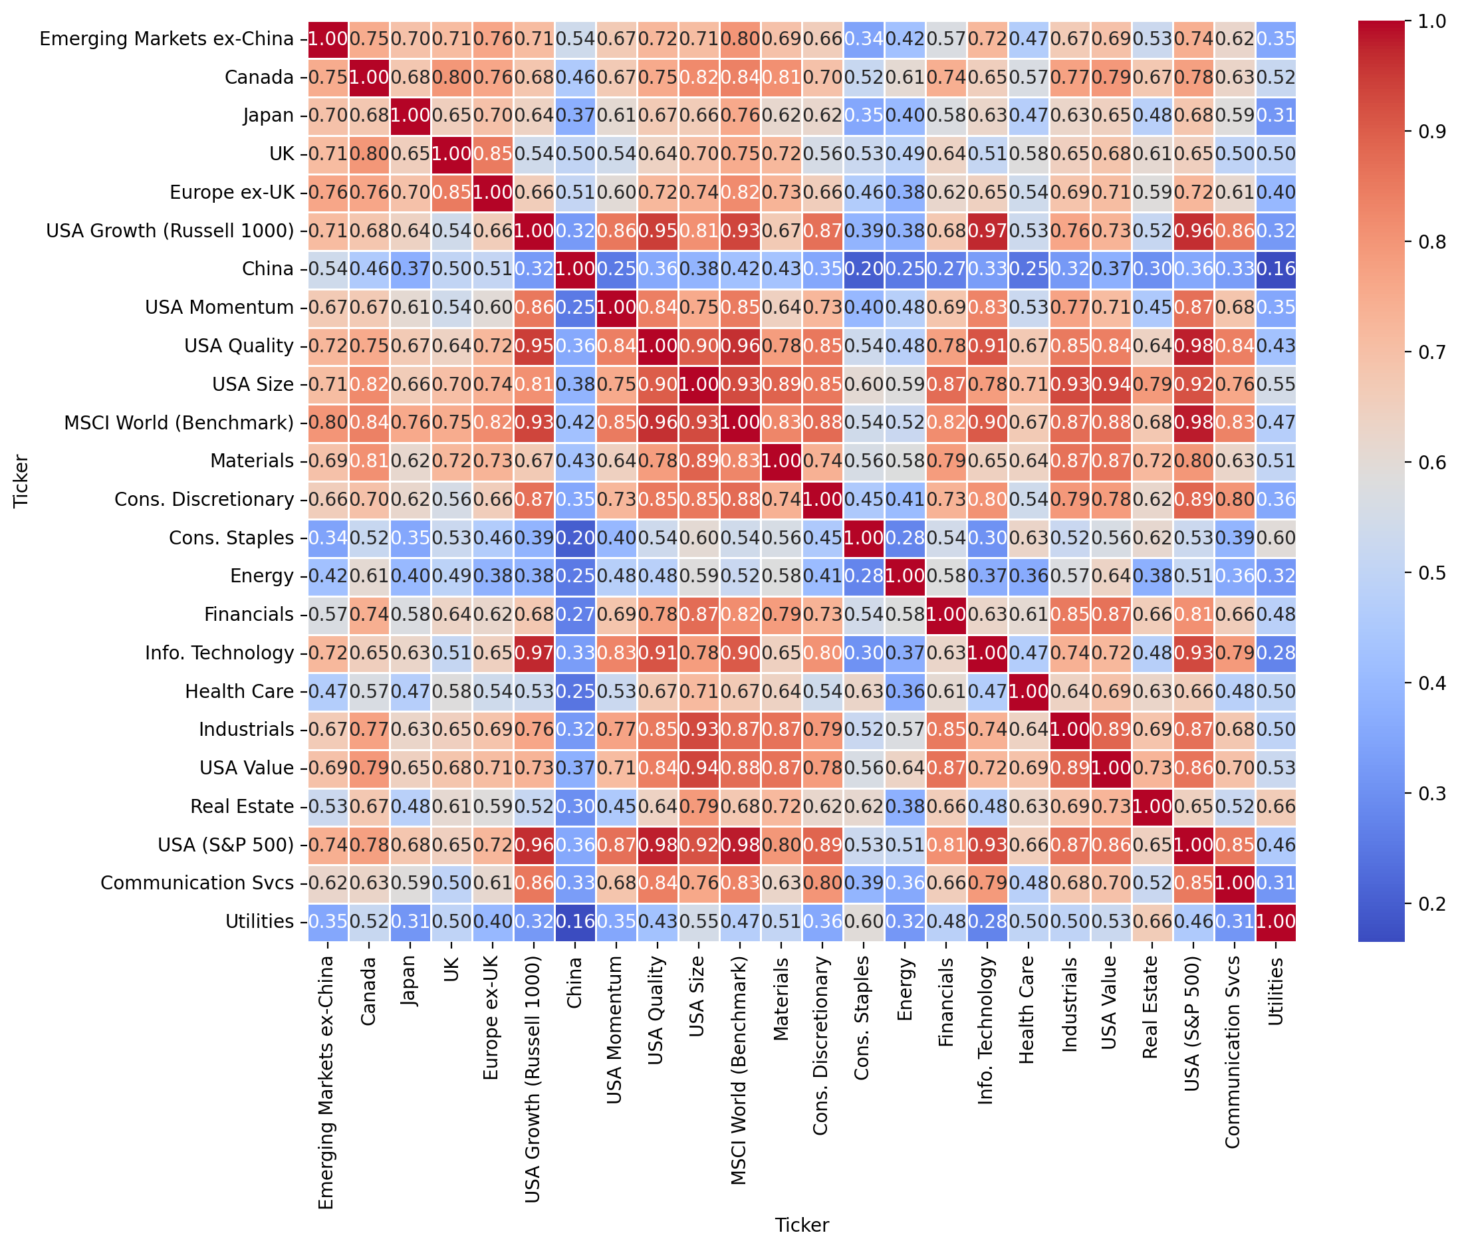 Emerging Markets ex-China 1.00 0.75 0.70 0.71 0.76 0.71 0.54 0.67 0.72 0.71 0.80 0.69 0.66 0.34 0.42 0.57 0.72 0.47 0.67 0.69 0.53 0.74 0.62 0.35
Canada 0.75 1.00 0.68 0.80 0.76 0.68 0.46 0.67 0.75 0.82 0.84 0.81 0.70 0.52 0.61 0.74 0.65 0.57 0.77 0.79 0.67 0.78 0.63 0.52
Japan 0.70 0.68 1.00 0.65 0.70 0.64 0.37 0.61 0.67 0.66 0.76 0.62 0.62 0.35 0.40 0.58 0.63 0.47 0.63 0.65 0.48 0.68 0.59 0.31
UK 0.71 0.80 0.65 1.00 0.85 0.54 0.50 0.54 0.64 0.70 0.75 0.72 0.56 0.53 0.49 0.64 0.51 0.58 0.65 0.68 0.61 0.65 0.50 0.50
Europe ex-UK 0.76 0.76 0.70 0.85 1.00 0.66 0.51 0.60 0.72 0.74 0.82 0.73 0.66 0.46 0.38 0.62 0.65 0.54 0.69 0.71 0.59 0.72 0.61 0.40
USA Growth (Russell 1000) 0.71 0.68 0.64 0.54 0.66 1.00 0.32 0.86 0.95 0.81 0.93 0.67 0.87 0.39 0.38 0.68 0.97 0.53 0.76 0.73 0.52 0.96 0.86 0.32
China 0.54 0.46 0.37 0.50 0.51 0.32 1.00 0.25 0.36 0.38 0.42 0.43 0.35 0.20 0.25 0.27 0.33 0.25 0.32 0.37 0.30 0.36 0.33 0.16
USA Momentum 0.67 0.67 0.61 0.54 0.60 0.86 0.25 1.00 0.84 0.75 0.85 0.64 0.73 0.40 0.48 0.69 0.83 0.53 0.77 0.71 0.45 0.87 0.68 0.35
USA Quality 0.72 0.75 0.67 0.64 0.72 0.95 0.36 0.84 1.00 0.90 0.96 0.78 0.85 0.54 0.48 0.78 0.91 0.67 0.85 0.84 0.64 0.98 0.84 0.43
USA Size 0.71 0.82 0.66 0.70 0.74 0.81 0.38 0.75 0.90 1.00 0.93 0.89 0.85 0.60 0.59 0.87 0.78 0.71 0.93 0.94 0.79 0.92 0.76 0.55
MSCI World (Benchmark) 0.80 0.84 0.76 0.75 0.82 0.93 0.42 0.85 0.96 0.93 1.00 0.83 0.88 0.54 0.52 0.82 0.90 0.67 0.87 0.88 0.68 0.98 0.83 0.47
Materials 0.69 0.81 0.62 0.72 0.73 0.67 0.43 0.64 0.78 0.89 0.83 1.00 0.74 0.56 0.58 0.79 0.65 0.64 0.87 0.87 0.72 0.80 0.63 0.51
Cons. Discretionary 0.66 0.70 0.62 0.56 0.66 0.87 0.35 0.73 0.85 0.85 0.88 0.74 1.00 0.45 0.41 0.73 0.80 0.54 0.79 0.78 0.62 0.89 0.80 0.36
Cons. Staples 0.34 0.52 0.35 0.53 0.46 0.39 0.20 0.40 0.54 0.60 0.54 0.56 0.45 1.00 0.28 0.54 0.30 0.63 0.52 0.56 0.62 0.53 0.39 0.60
Energy 0.42 0.61 0.40 0.49 0.38 0.38 0.25 0.48 0.48 0.59 0.52 0.58 0.41 0.28 1.00 0.58 0.37 0.36 0.57 0.64 0.38 0.51 0.36 0.32
Financials 0.57 0.74 0.58 0.64 0.62 0.68 0.27 0.69 0.78 0.87 0.82 0.79 0.73 0.54 0.58 1.00 0.63 0.61 0.85 0.87 0.66 0.81 0.66 0.48
Info. Technology 0.72 0.65 0.63 0.51 0.65 0.97 0.33 0.83 0.91 0.78 0.90 0.65 0.80 0.30 0.37 0.63 1.00 0.47 0.74 0.72 0.48 0.93 0.79 0.28
Health Care 0.47 0.57 0.47 0.58 0.54 0.53 0.25 0.53 0.67 0.71 0.67 0.64 0.54 0.63 0.36 0.61 0.47 1.00 0.64 0.69 0.63 0.66 0.48 0.50
Industrials 0.67 0.77 0.63 0.65 0.69 0.76 0.32 0.77 0.85 0.93 0.87 0.87 0.79 0.52 0.57 0.85 0.74 0.64 1.00 0.89 0.69 0.87 0.68 0.50
USA Value 0.69 0.79 0.65 0.68 0.71 0.73 0.37 0.71 0.84 0.94 0.88 0.87 0.78 0.56 0.64 0.87 0.72 0.69 0.89 1.00 0.73 0.86 0.70 0.53
Real Estate 0.53 0.67 0.48 0.61 0.59 0.52 0.30 0.45 0.64 0.79 0.68 0.72 0.62 0.62 0.38 0.66 0.48 0.63 0.69 0.73 1.00 0.65 0.52 0.66
USA (S&P 500) 0.74 0.78 0.68 0.65 0.72 0.96 0.36 0.87 0.98 0.92 0.98 0.80 0.89 0.53 0.51 0.81 0.93 0.66 0.87 0.86 0.65 1.00 0.85 0.46
Communication Svcs 0.62 0.63 0.59 0.50 0.61 0.86 0.33 0.68 0.84 0.76 0.83 0.63 0.80 0.39 0.36 0.66 0.79 0.48 0.68 0.70 0.52 0.85 1.00 0.31
Utilities 0.35 0.52 0.31 0.50 0.40 0.32 0.16 0.35 0.43 0.55 0.47 0.51 0.36 0.60 0.32 0.48 0.28 0.50 0.50 0.53 0.66 0.46 0.31 1.00
Ticker
Emerging Markets ex-China
Canada
Japan
UK
Europe ex-UK
USA Growth (Russell 1000)
China
USA Momentum
USA Quality
USA Size
MSCI World (Benchmark)
Materials
Cons. Discretionary
Cons. Staples
Energy
Financials
Info. Technology
Health Care
Industrials
USA Value
Real Estate
USA (S&P 500)
Communication Svcs
Utilities
Ticker
1.0
0.9
0.8
0.7
0.6
0.5
0.4
0.3
0.2